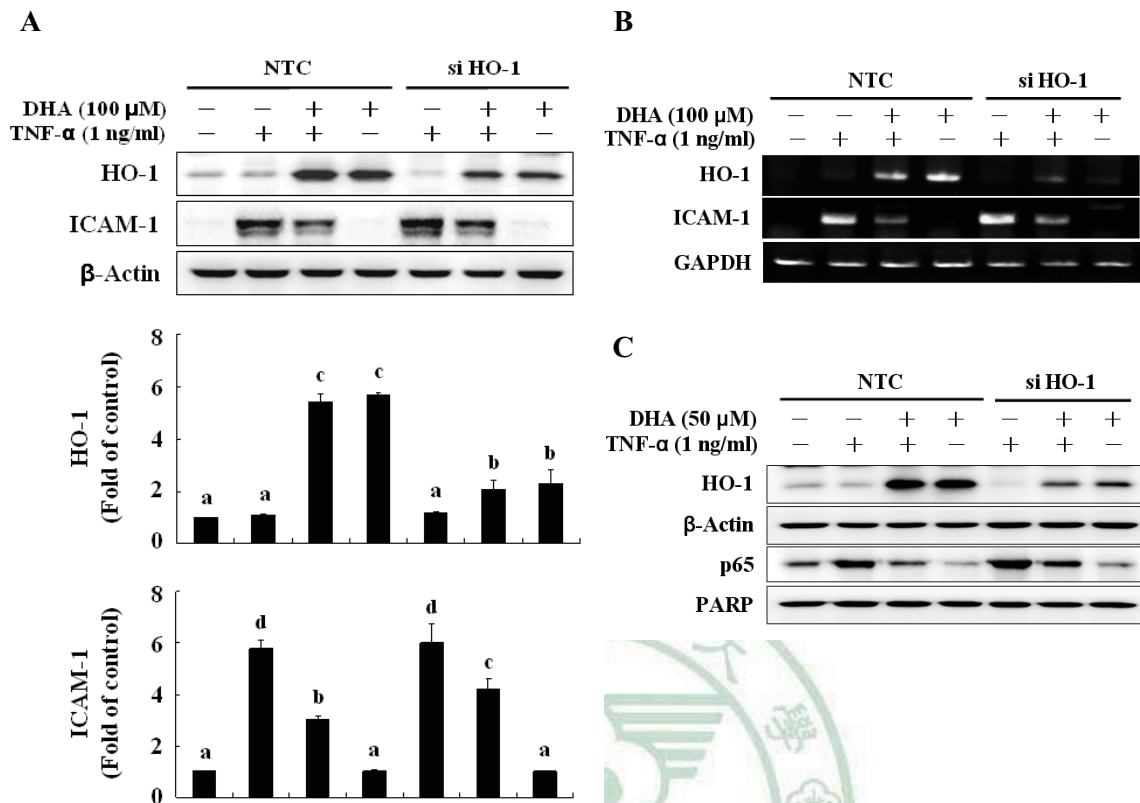 A
NTC si HO-1
DHA (100 μM) − − + + − + +
TNF-α (1 ng/ml) − + + − + + −
HO-1
ICAM-1
β-Actin
8
6
4
2
0
HO-1
(Fold of control)
a a c c a b b
8
6
4
2
0
ICAM-1
(Fold of control)
a d b a d c a
B
NTC si HO-1
DHA (100 μM) − − + + − + +
TNF-α (1 ng/ml) − + + − + + −
HO-1
ICAM-1
GAPDH
C
NTC si HO-1
DHA (50 μM) − − + + − + +
TNF-α (1 ng/ml) − + + − + + −
HO-1
β-Actin
p65
PARP